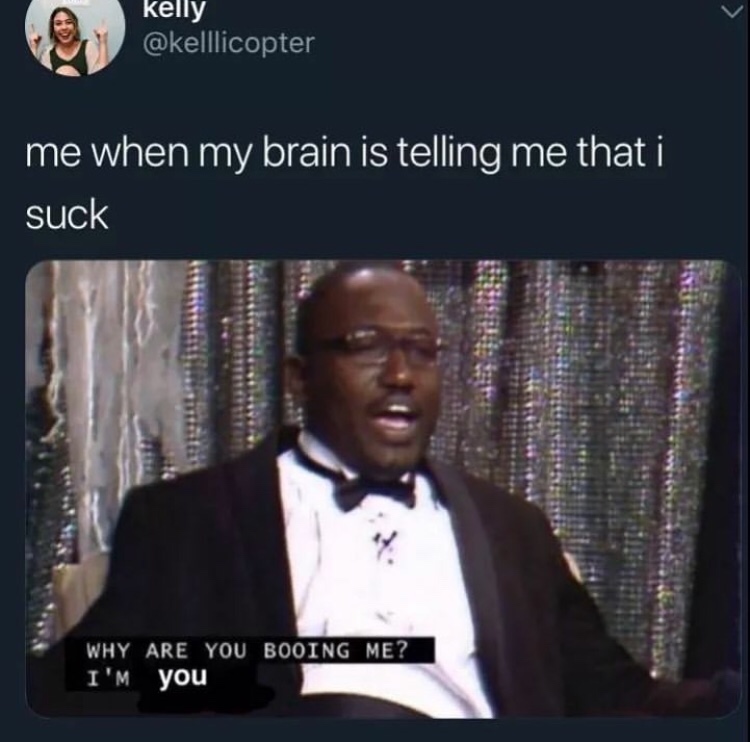 kelly
@kelllicopter
me when my brain is telling me that i
suck
WHY ARE YOU BOOING ME?
I'M you